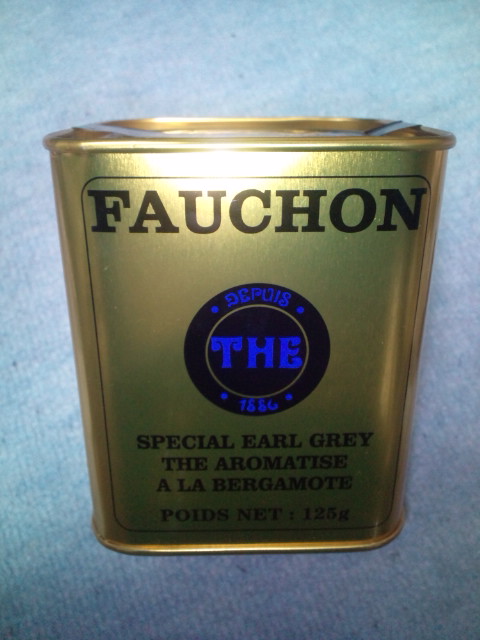 FAUCHON
DEPUIS
THE
1886
SPECIAL EARL GREY
THE AROMATISE
A LA BERGAMOTE
POIDS NET : 125g